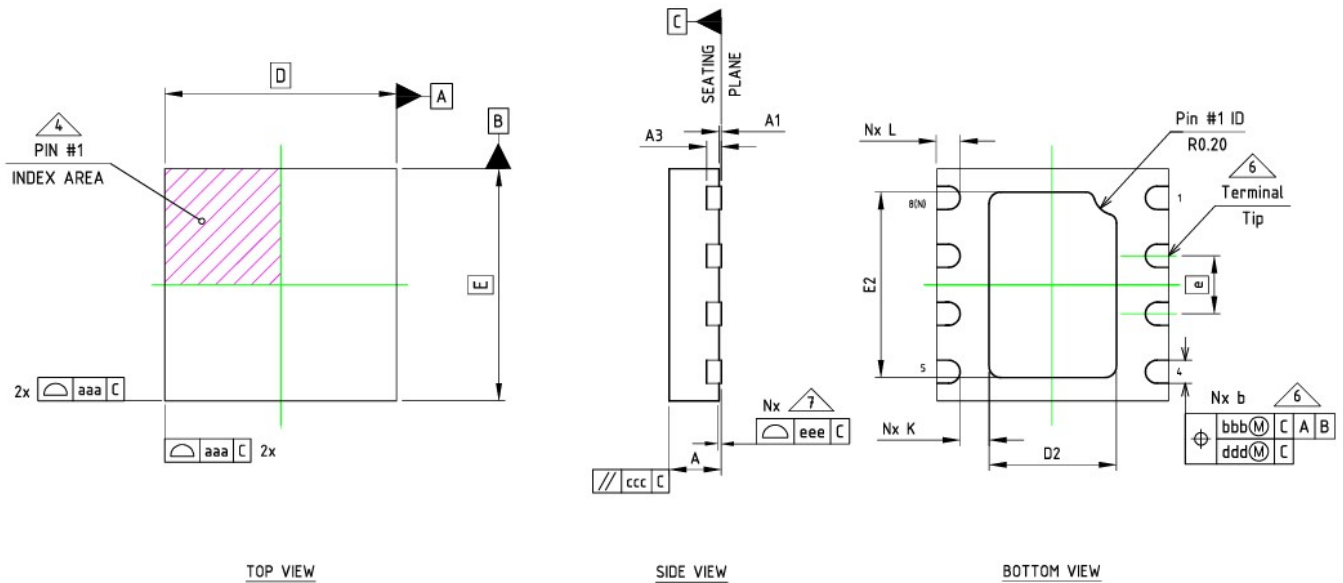 D
A
B
4
PIN #1
INDEX AREA
E
2x ⌓ aaa C
⌓ aaa C 2x
TOP VIEW
C
SEATING
PLANE
A3
A1
Nx 7
⌓ eee C
A
// ccc C
SIDE VIEW
Nx L
Pin #1 ID
R0.20
6
Terminal
Tip
8(N)
1
E2
e
5
4
Nx K
D2
Nx b 6
⌖ bbbⓂ C A B
dddⓂ C
BOTTOM VIEW